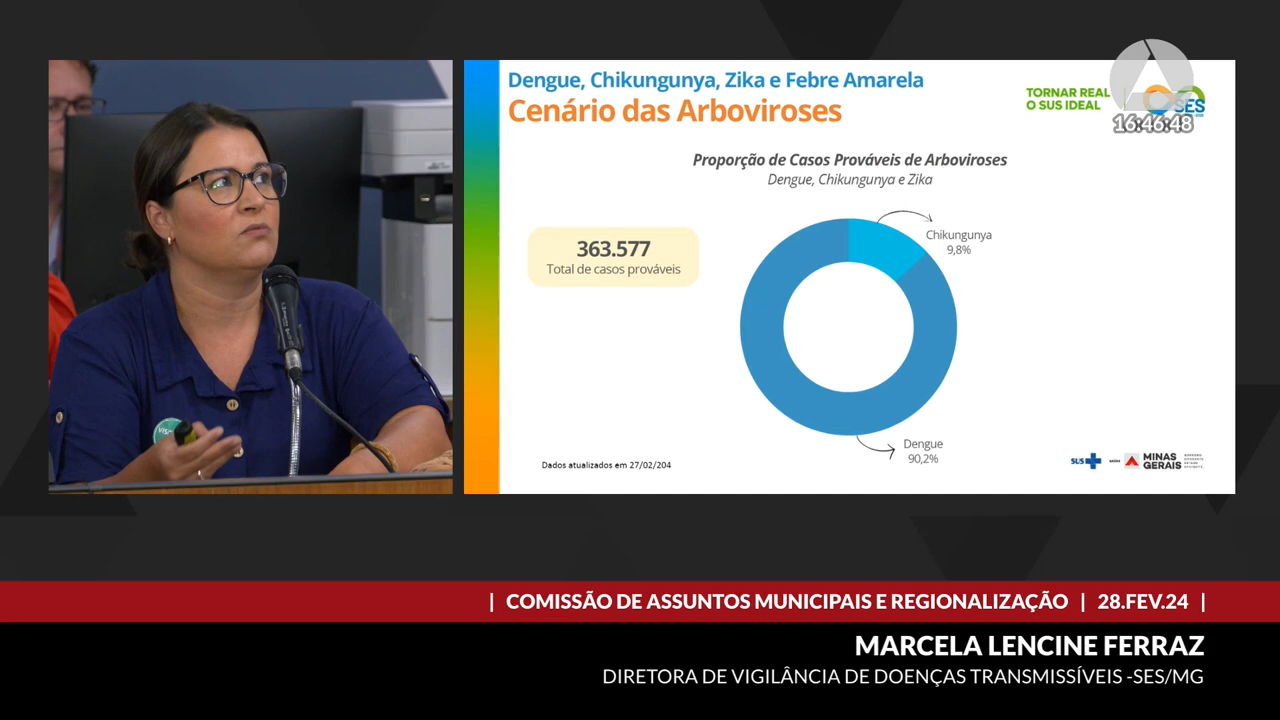 Dengue, Chikungunya, Zika e Febre Amarela
Cenário das Arboviroses
TORNAR REAL
O SUS IDEAL
SES
16:46:48
Proporção de Casos Prováveis de Arboviroses
Dengue, Chikungunya e Zika
363.577
Total de casos prováveis
Chikungunya
9,8%
Dengue
90,2%
Dados atualizados em 27/02/204
SUS
SAÚDE
MINAS
GERAIS
| COMISSÃO DE ASSUNTOS MUNICIPAIS E REGIONALIZAÇÃO | 28.FEV.24 |
MARCELA LENCINE FERRAZ
DIRETORA DE VIGILÂNCIA DE DOENÇAS TRANSMISSÍVEIS -SES/MG